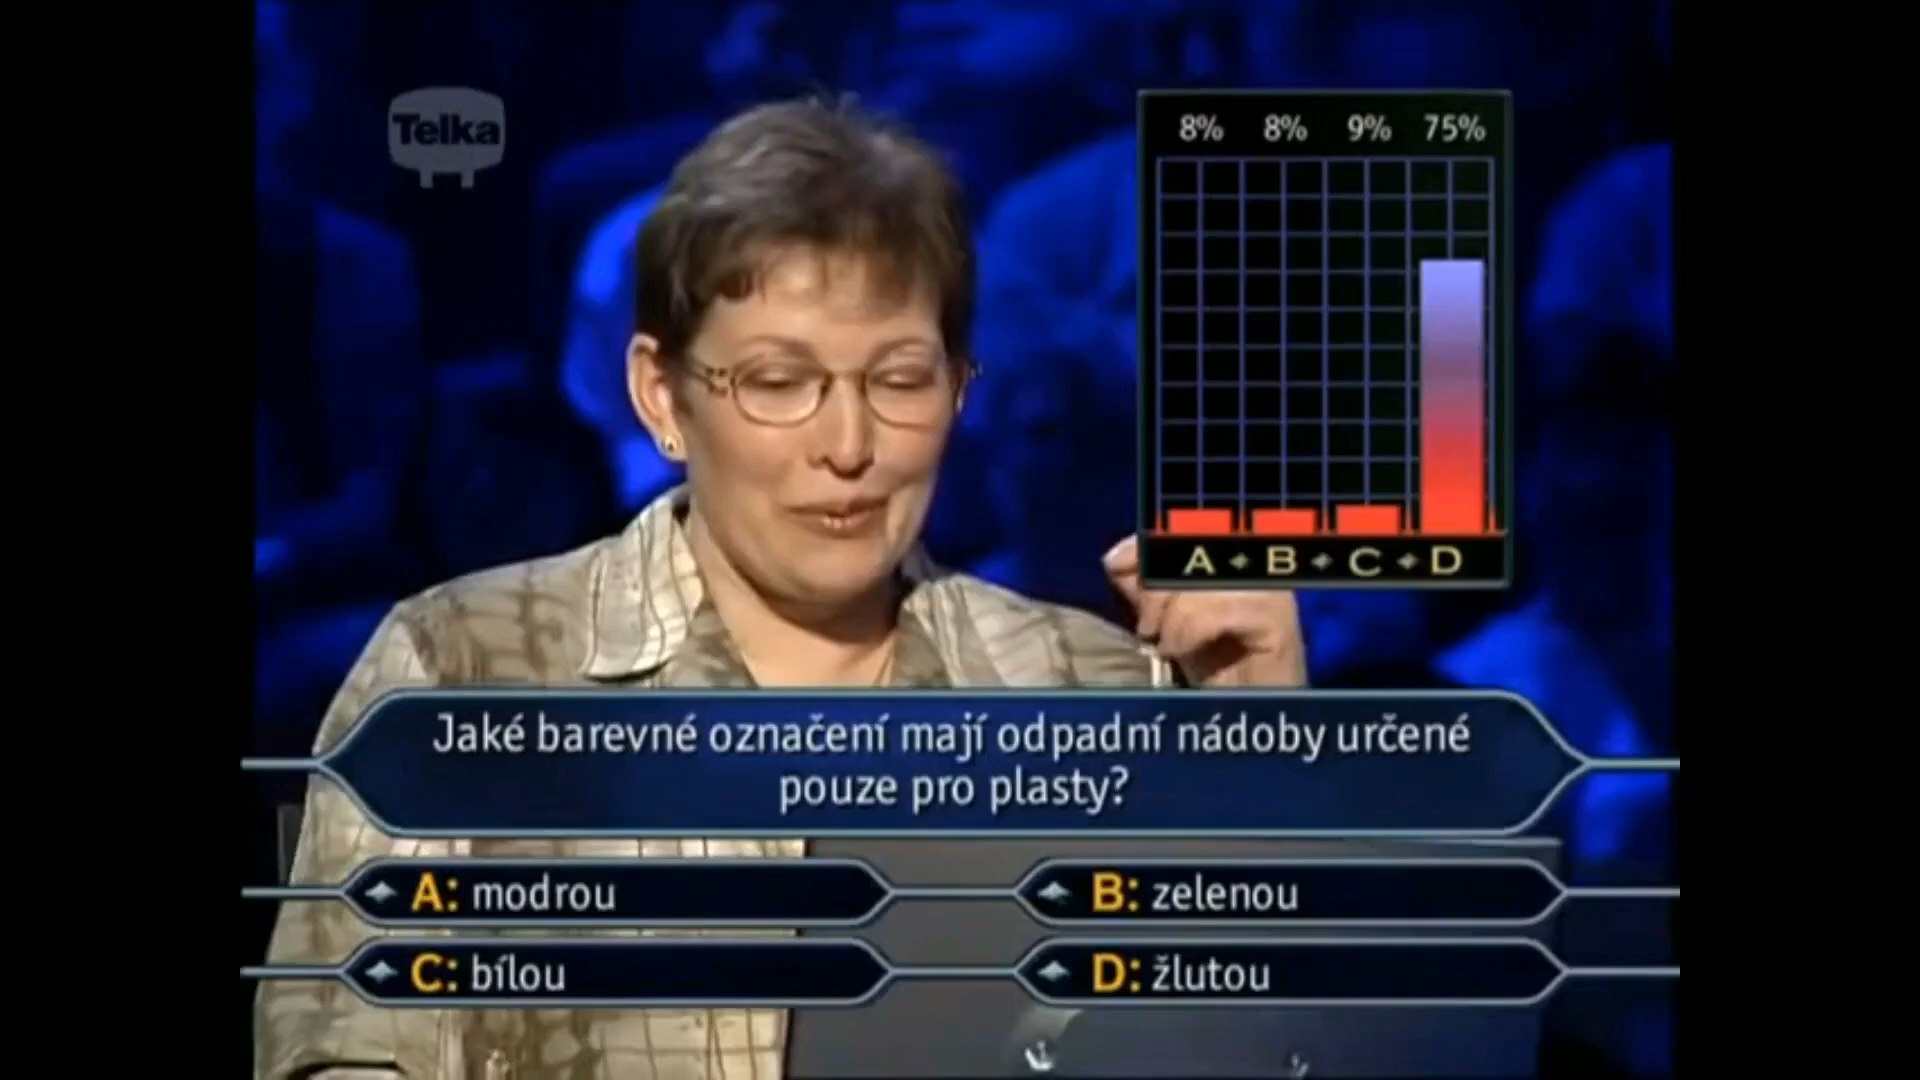 Telka
8% 8% 9% 75%
A B C D
Jaké barevné označení mají odpadní nádoby určené
pouze pro plasty?
A: modrou
B: zelenou
C: bílou
D: žlutou